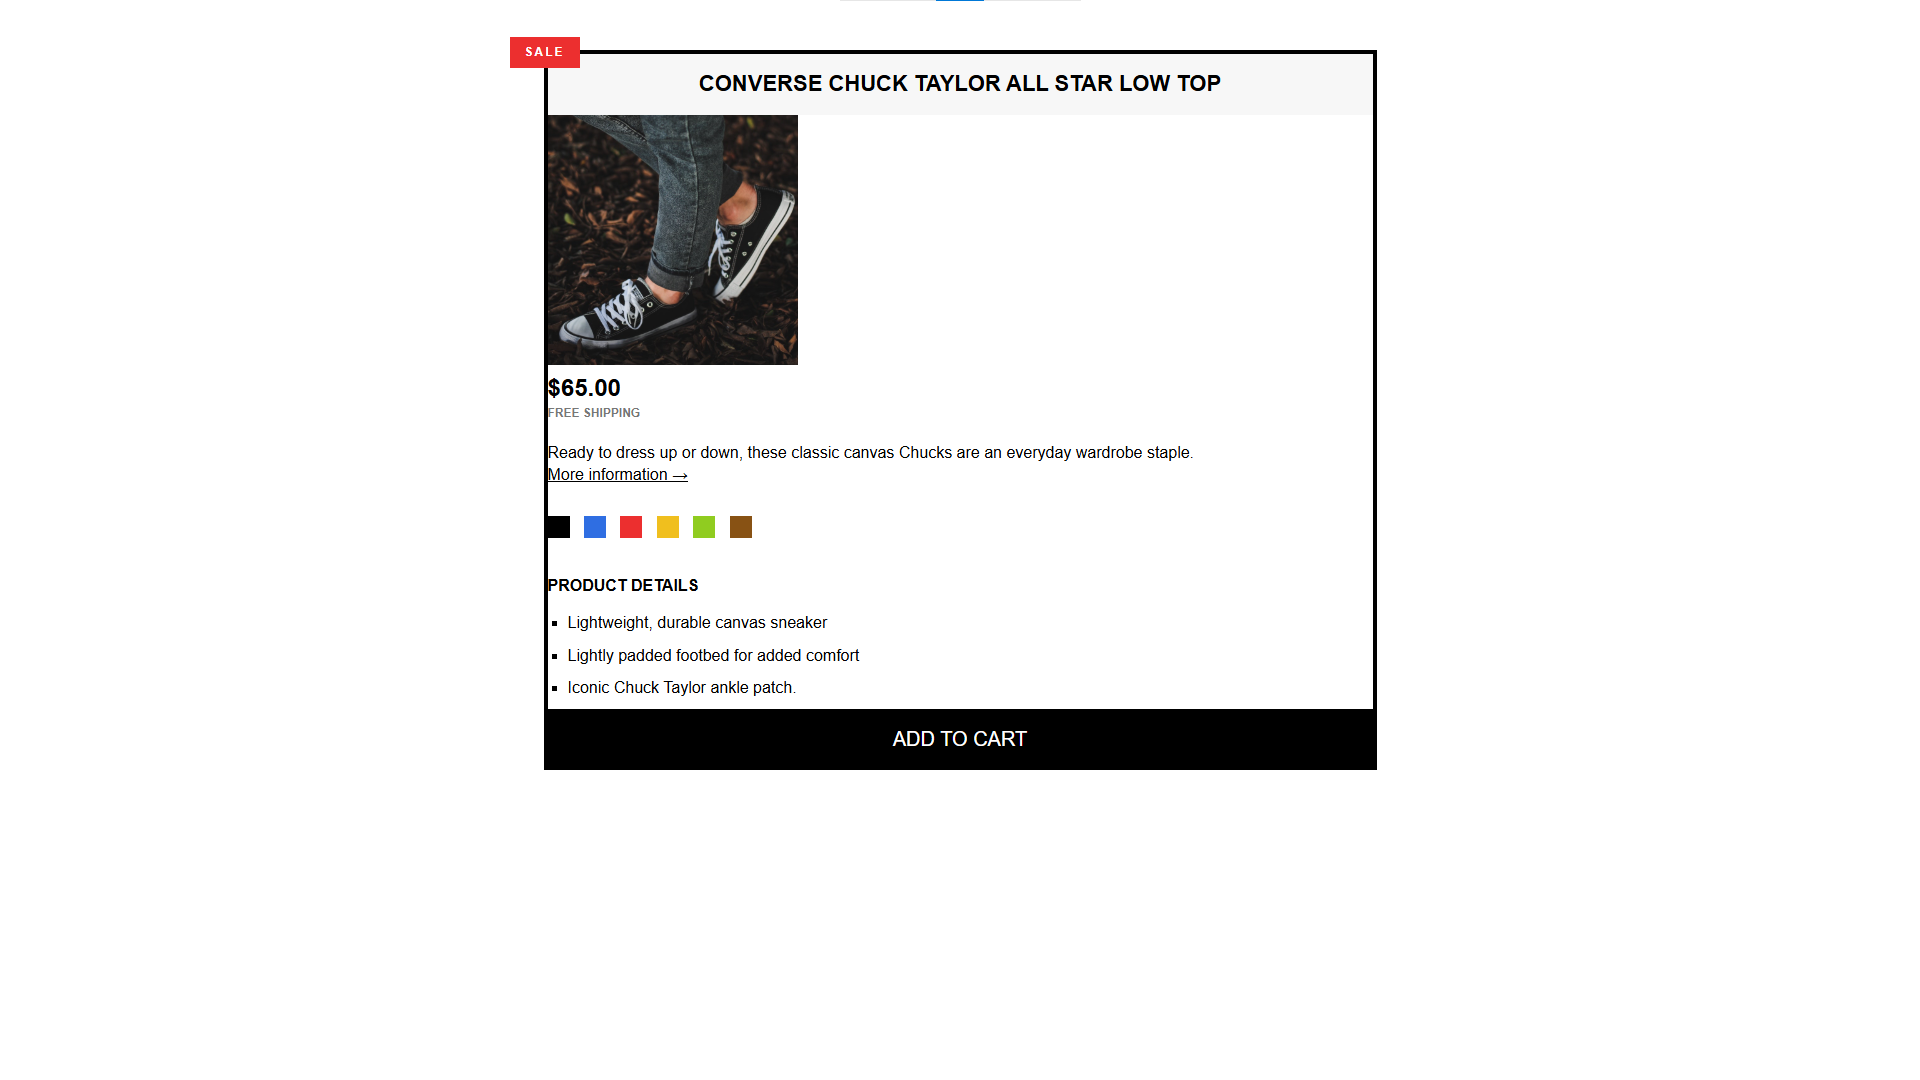 SALE
CONVERSE CHUCK TAYLOR ALL STAR LOW TOP
$65.00
FREE SHIPPING
Ready to dress up or down, these classic canvas Chucks are an everyday wardrobe staple.
More information →
PRODUCT DETAILS
Lightweight, durable canvas sneaker
Lightly padded footbed for added comfort
Iconic Chuck Taylor ankle patch.
ADD TO CART